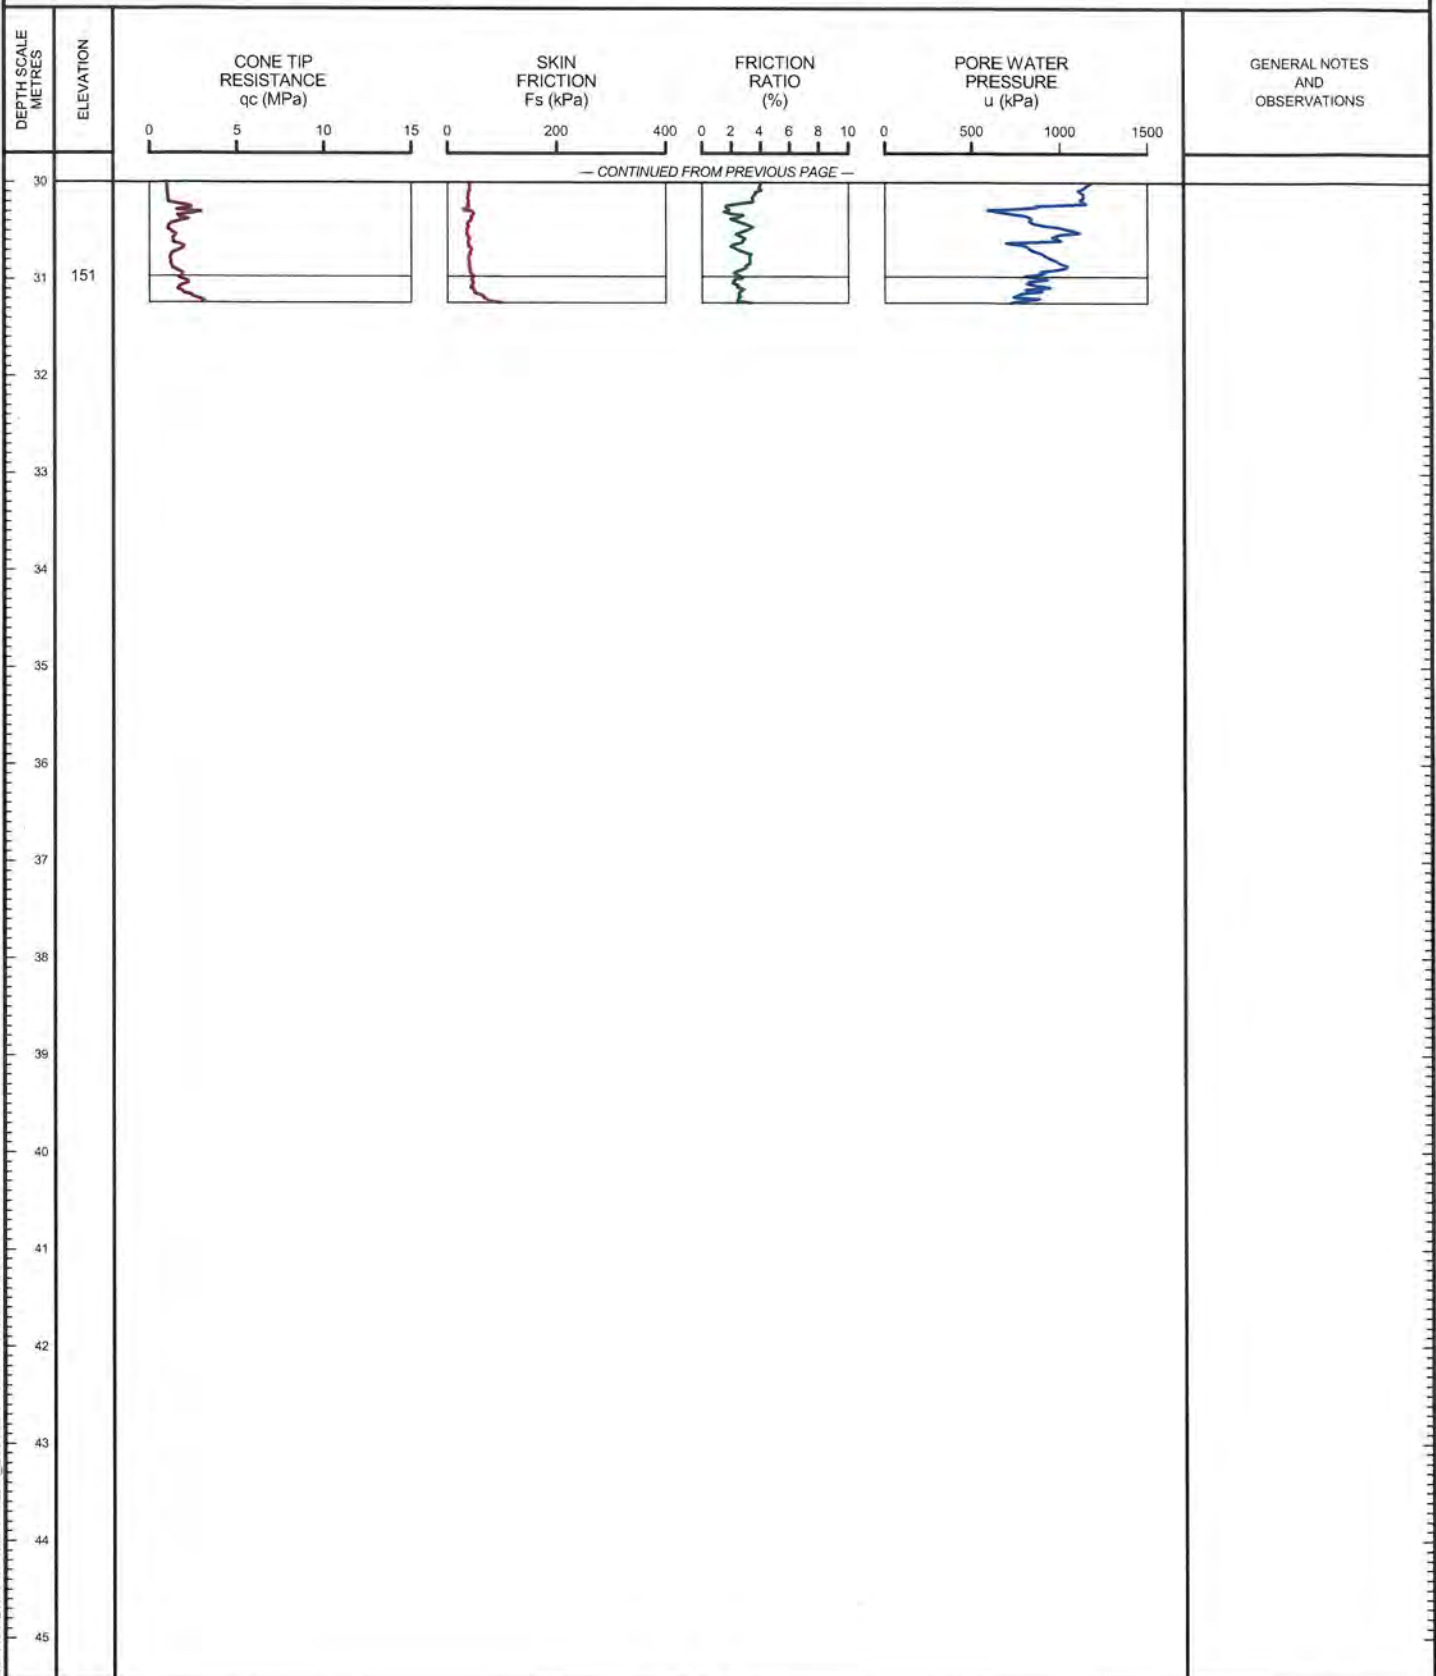 DEPTH SCALE
METRES
ELEVATION
CONE TIP
RESISTANCE
qc (MPa)
SKIN
FRICTION
Fs (kPa)
FRICTION
RATIO
(%)
PORE WATER
PRESSURE
u (kPa)
GENERAL NOTES
AND
OBSERVATIONS
0 5 10 15 0 200 400 0 2 4 6 8 10 0 500 1000 1500
— CONTINUED FROM PREVIOUS PAGE —
30
31 151
32
33
34
35
36
37
38
39
40
41
42
43
44
45